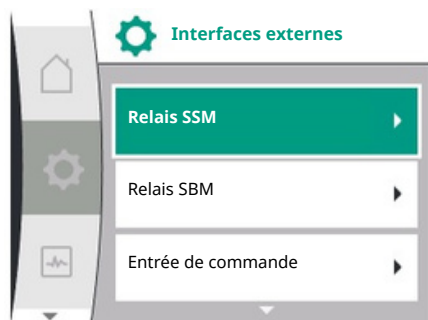 Interfaces externes
Relais SSM
Relais SBM
Entrée de commande